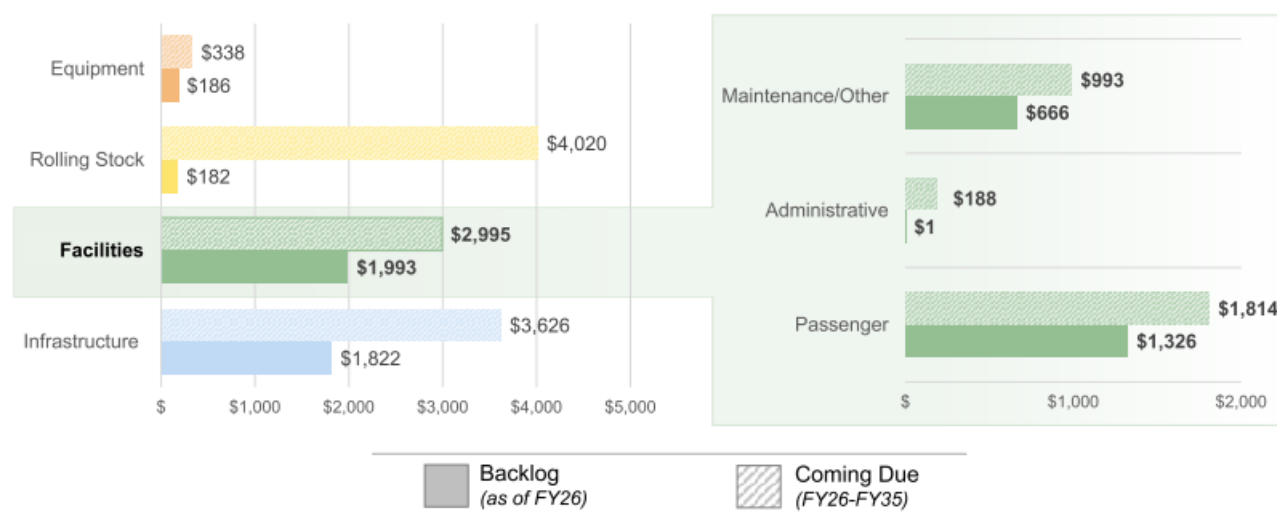 Equipment
$338
$186
Rolling Stock
$4,020
$182
Facilities
$2,995
$1,993
Infrastructure
$3,626
$1,822
$ $1,000 $2,000 $3,000 $4,000 $5,000
Maintenance/Other
$993
$666
Administrative
$188
$1
Passenger
$1,814
$1,326
$ $1,000 $2,000
Backlog
(as of FY26)
Coming Due
(FY26-FY35)